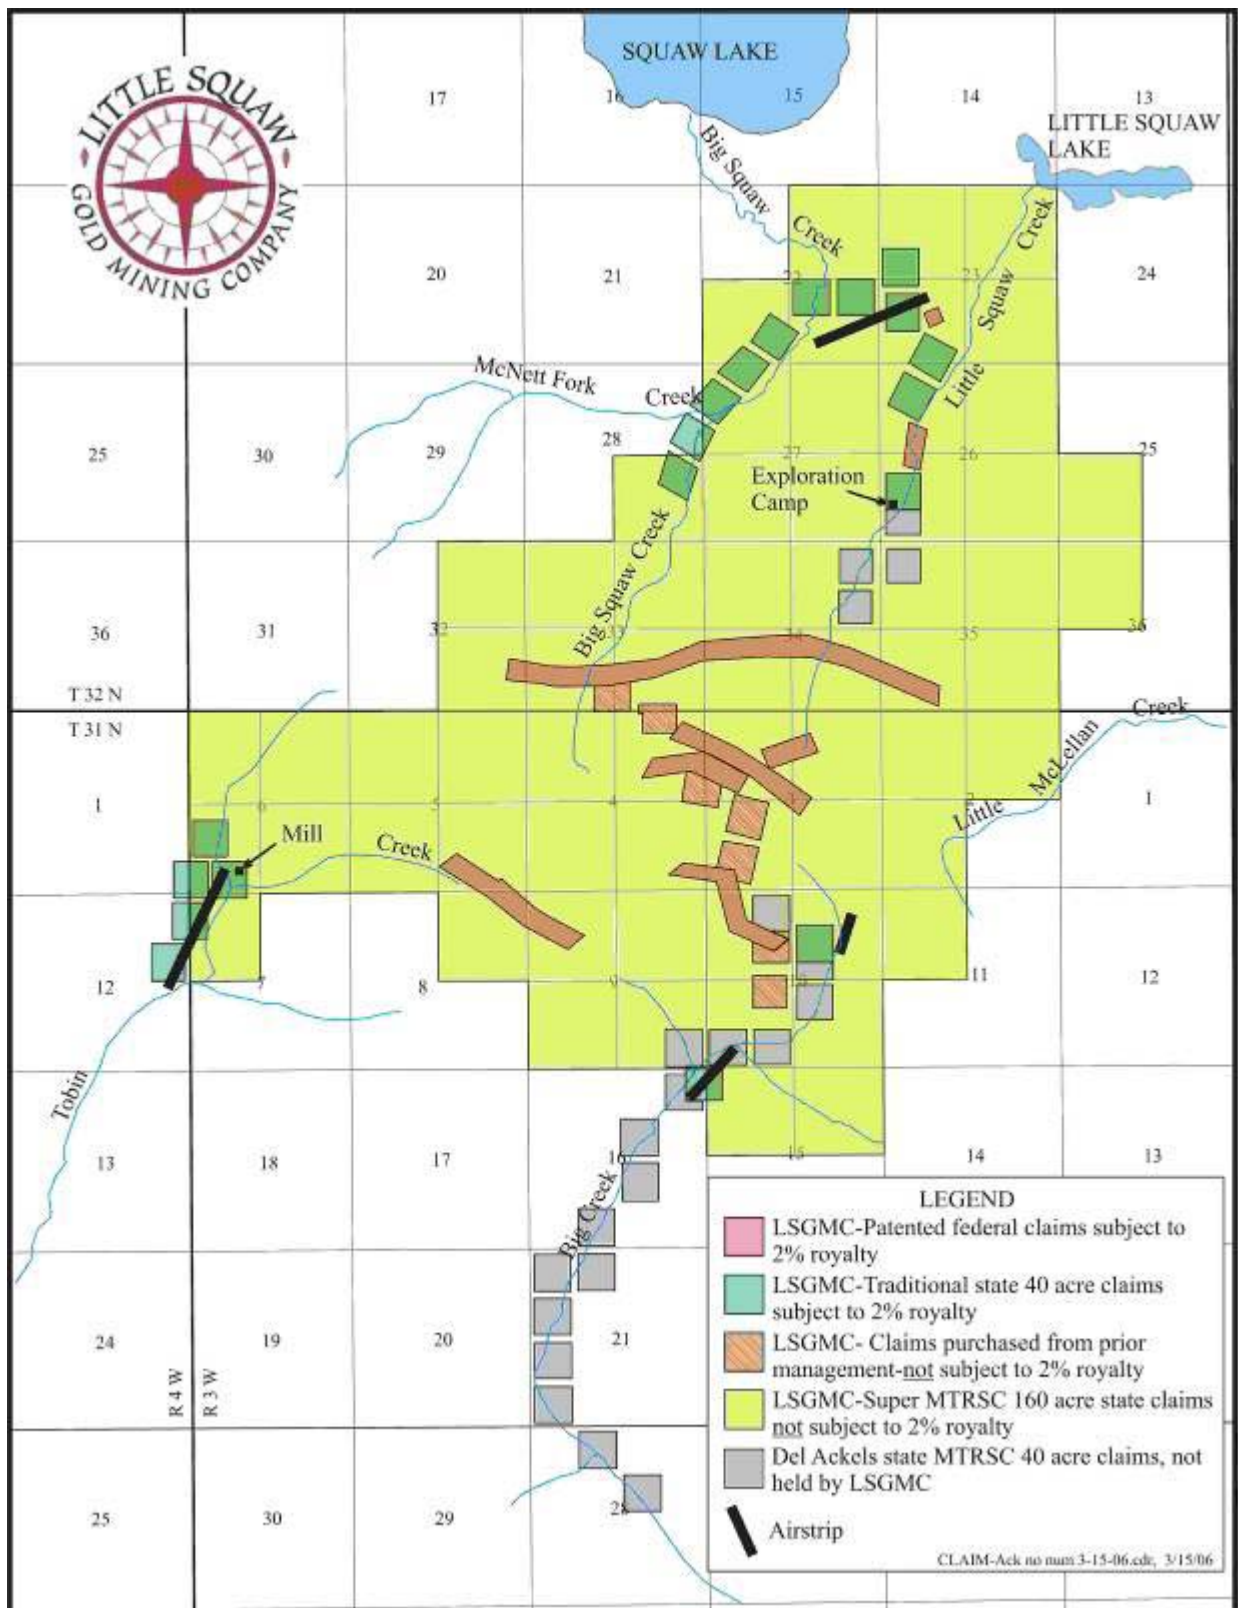 LITTLE SQUAW
GOLD MINING COMPANY
SQUAW LAKE
17
16
15
14
13
LITTLE SQUAW
LAKE
Big Squaw
Creek
Creek
Squaw
Little
20
21
22
23
24
McNett Fork
Creek
25
30
29
28
27
26
25
Exploration
Camp
Big Squaw Creek
36
31
32
33
34
35
36
T 32 N
T 31 N
Creek
McLellan
Little
1
6
5
4
2
1
Mill
Creek
12
7
8
9
10
11
12
Tobin
13
18
17
16
15
14
13
Big Creek
24
19
20
21
R 4 W
R 3 W
25
30
29
28
LEGEND
LSGMC-Patented federal claims subject to
2% royalty
LSGMC-Traditional state 40 acre claims
subject to 2% royalty
LSGMC- Claims purchased from prior
management-not subject to 2% royalty
LSGMC-Super MTRSC 160 acre state claims
not subject to 2% royalty
Del Ackels state MTRSC 40 acre claims, not
held by LSGMC
Airstrip
CLAIM-Ack no num 3-15-06.cdr, 3/15/06